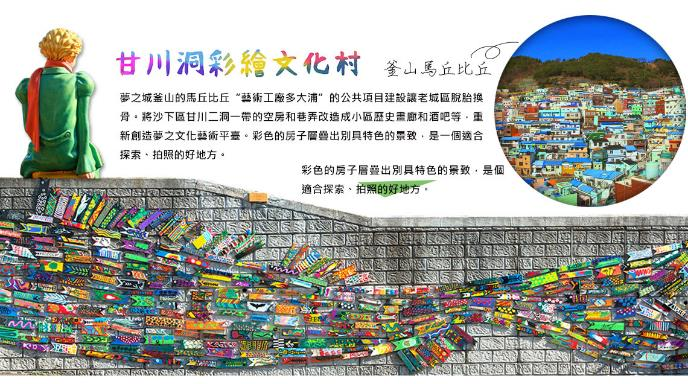 甘川洞彩繪文化村 釜山馬丘比丘
夢之城釜山的馬丘比丘“藝術工廠多大浦”的公共項目建設讓老城區脫胎換
骨。將沙下區甘川二洞一帶的空房和巷弄改造成小區歷史畫廊和酒吧等，重
新創造夢之文化藝術平臺。彩色的房子層疊出別具特色的景致，是一個適合
探索、拍照的好地方。
彩色的房子層疊出別具特色的景致，是個
適合探索、拍照的好地方。